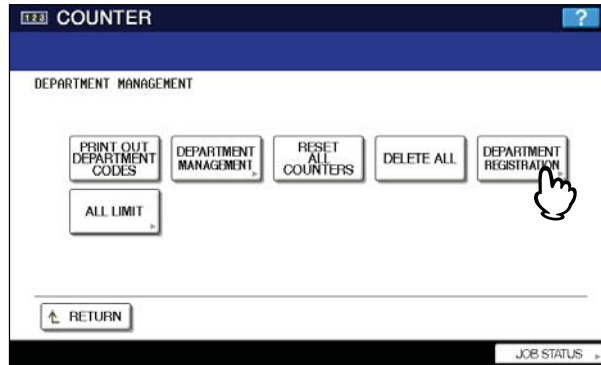 123 COUNTER
?
DEPARTMENT MANAGEMENT
PRINT OUT
DEPARTMENT
CODES
DEPARTMENT
MANAGEMENT
RESET
ALL
COUNTERS
DELETE ALL
DEPARTMENT
REGISTRATION
ALL LIMIT
RETURN
JOB STATUS